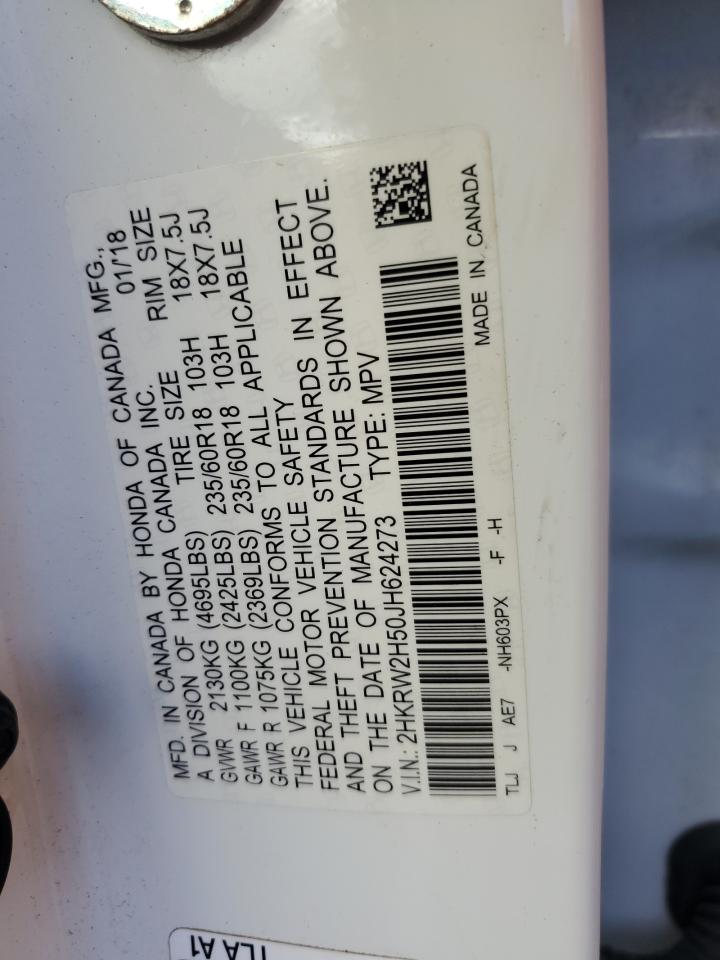 MFD. IN CANADA BY HONDA OF CANADA MFG.,
A DIVISION OF HONDA CANADA INC. 01/'18
GVWR 2130KG (4695LBS) TIRE SIZE RIM SIZE
GAWR F 1100KG (2425LBS) 235/60R18 103H 18X7.5J
GAWR R 1075KG (2369LBS) 235/60R18 103H 18X7.5J
THIS VEHICLE CONFORMS TO ALL APPLICABLE
FEDERAL MOTOR VEHICLE SAFETY
AND THEFT PREVENTION STANDARDS IN EFFECT
ON THE DATE OF MANUFACTURE SHOWN ABOVE.
V.I.N.: 2HKRW2H50JH624273 TYPE: MPV
TLJ J AE7 -NH603PX -F -H MADE IN CANADA
TLA A1